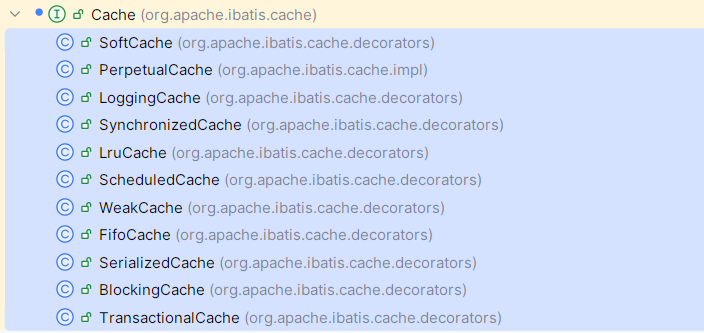 Cache (org.apache.ibatis.cache)
SoftCache (org.apache.ibatis.cache.decorators)
PerpetualCache (org.apache.ibatis.cache.impl)
LoggingCache (org.apache.ibatis.cache.decorators)
SynchronizedCache (org.apache.ibatis.cache.decorators)
LruCache (org.apache.ibatis.cache.decorators)
ScheduledCache (org.apache.ibatis.cache.decorators)
WeakCache (org.apache.ibatis.cache.decorators)
FifoCache (org.apache.ibatis.cache.decorators)
SerializedCache (org.apache.ibatis.cache.decorators)
BlockingCache (org.apache.ibatis.cache.decorators)
TransactionalCache (org.apache.ibatis.cache.decorators)